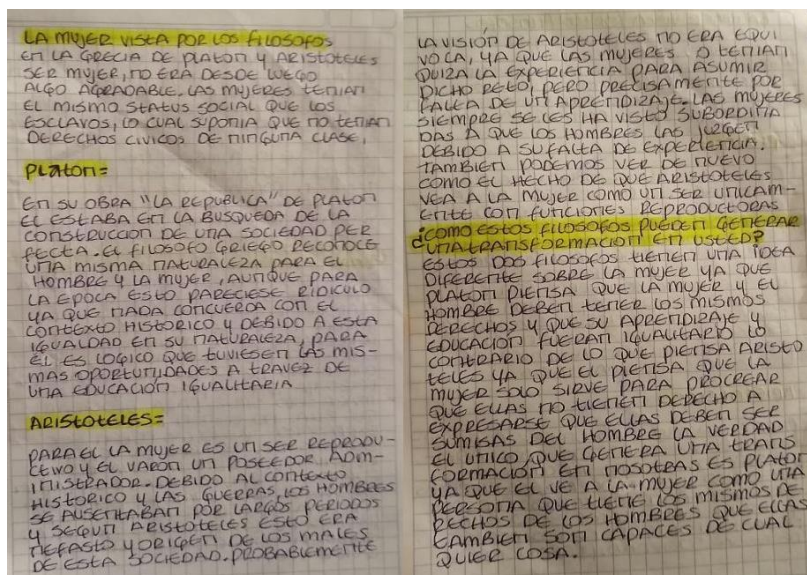 LA MUJER VISTA POR LOS FILOSOFOS
EN LA GRECIA DE PLATON Y ARISTOTELES
SER MUJER, NO ERA DESDE LUEGO
ALGO AGRADABLE. LAS MUJERES TENIAN
EL MISMO STATUS SOCIAL QUE LOS
ESCLAVOS, LO CUAL SUPONIA QUE NO TENIAN
DERECHOS CIVICOS DE NINGUNA CLASE,
PLATON=
EN SU OBRA "LA REPUBLICA" DE PLATON
EL ESTABA EN LA BUSQUEDA DE LA
CONSTRUCCION DE UNA SOCIEDAD PER
FECTA. EL FILOSOFO GRIEGO RECONOCE
UNA MISMA NATURALEZA PARA EL
HOMBRE Y LA MUJER, AUNQUE PARA
LA EPOCA ESTO PARECIESE RIDICULO
YA QUE NADA CONCUERDA CON EL
CONTEXTO HISTORICO Y DEBIDO A ESTA
IGUALDAD EN SU NATURALEZA, PARA
EL ES LOGICO QUE TUVIESEN LAS MIS-
MAS OPORTUNIDADES A TRAVEZ DE
UNA EDUCACION IGUALITARIA
ARISTOTELES=
PARA EL LA MUJER ES UN SER REPRODU-
CTIVO Y EL VARON UN POSEEDOR ADM-
INISTRADOR. DEBIDO AL CONTEXTO
HISTORICO Y LAS GUERRAS, LOS HOMBRES
SE AUSENTABAN POR LARGOS PERIODOS
Y SEGUN ARISTOTELES ESTO ERA
NEFASTO Y ORIGEN DE LOS MALES
DE ESTA SOCIEDAD. PROBABLEMENTE
LA VISIÓN DE ARISTOTELES NO ERA EQUI
VOCA, YA QUE LAS MUJERES O TENIAN
QUIZA LA EXPERIENCIA PARA ASUMIR
DICHO RETO, PERO PRECISAMENTE POR
FALTA DE UN APRENDIZAJE. LAS MUJERES
SIEMPRE SE LES HA VISTO SUBORDINA
DAS A QUE LOS HOMBRES LAS JUZGEN
DEBIDO A SU FALTA DE EXPERIENCIA.
TAMBIEN PODEMOS VER DE NUEVO
COMO EL HECHO DE QUE ARISTOTELES
VEA A LA MUJER COMO UN SER UNICAM-
ENTE CON FUNCIONES REPRODUCTORAS
¿COMO ESTOS FILOSOFOS PUEDEN GENERAR
UNA TRANSFORMACION EN USTED?
ESTOS DOS FILOSOFOS TIENEN UNA IDEA
DIFERENTE SOBRE LA MUJER YA QUE
PLATON PIENSA QUE LA MUJER Y EL
HOMBRE DEBEN TENER LOS MISMOS
DERECHOS Y QUE SU APRENDIZAJE Y
EDUCACION FUERAN IGUALITARIO LO
CONTRARIO DE LO QUE PIENSA ARISTO
TELES YA QUE EL PIENSA QUE LA
MUJER SOLO SIRVE PARA PROCREAR
QUE ELLAS NO TIENEN DERECHO A
EXPRESARSE QUE ELLAS DEBEN SER
SUMISAS DEL HOMBRE LA VERDAD
EL UNICO QUE GENERA UNA TRANS
FORMACION EN NOSOTRAS ES PLATON
YA QUE EL VE A LA MUJER COMO UNA
PERSONA QUE TIENE LOS MISMOS DE
RECHOS DE LOS HOMBRES QUE ELLAS
TAMBIEN SON CAPACES DE CUAL
QUIER COSA.